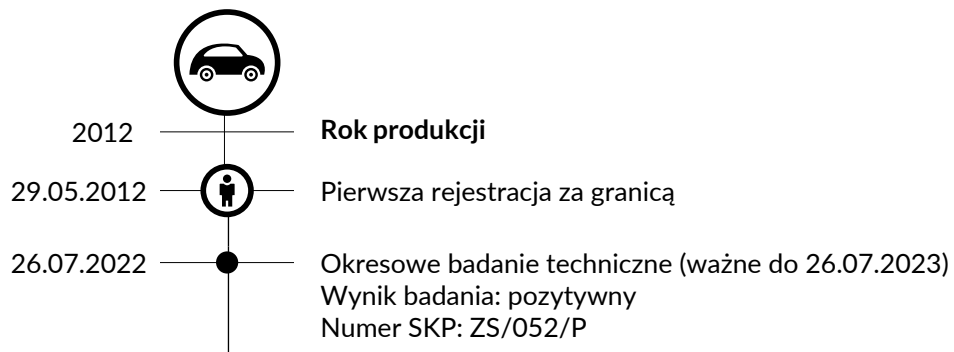 2012 Rok produkcji
29.05.2012 Pierwsza rejestracja za granicą
26.07.2022 Okresowe badanie techniczne (ważne do 26.07.2023)
Wynik badania: pozytywny
Numer SKP: ZS/052/P